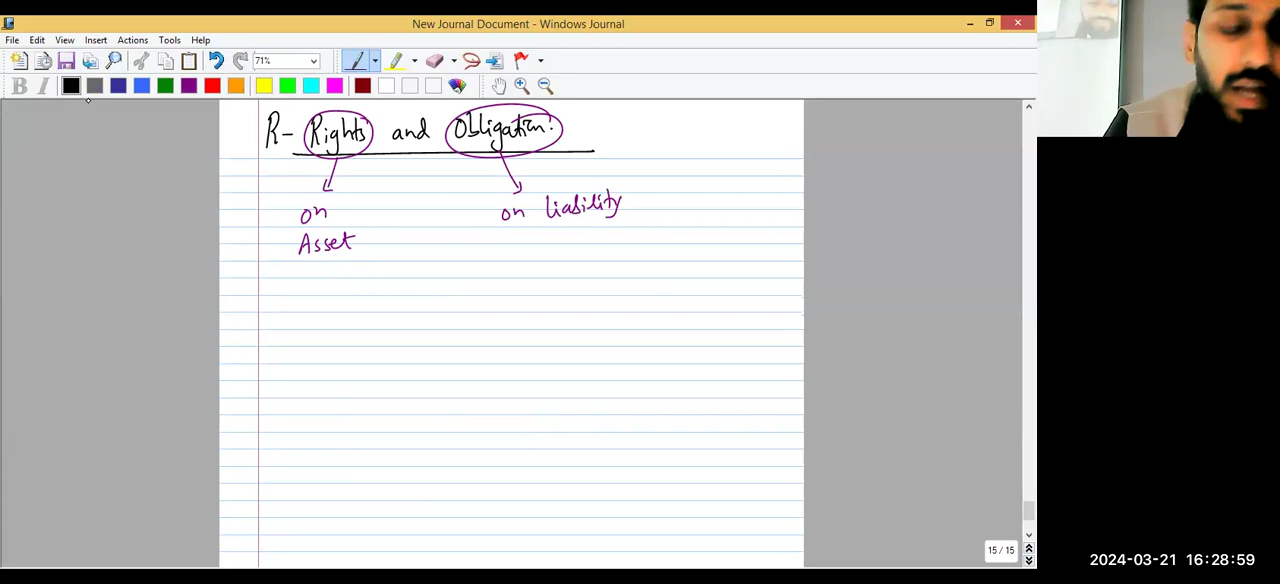 New Journal Document - Windows Journal
File Edit View Insert Actions Tools Help
71%
B I
R- Rights and Obligation:
on
Asset
on liability
15 / 15
2024-03-21 16:28:59